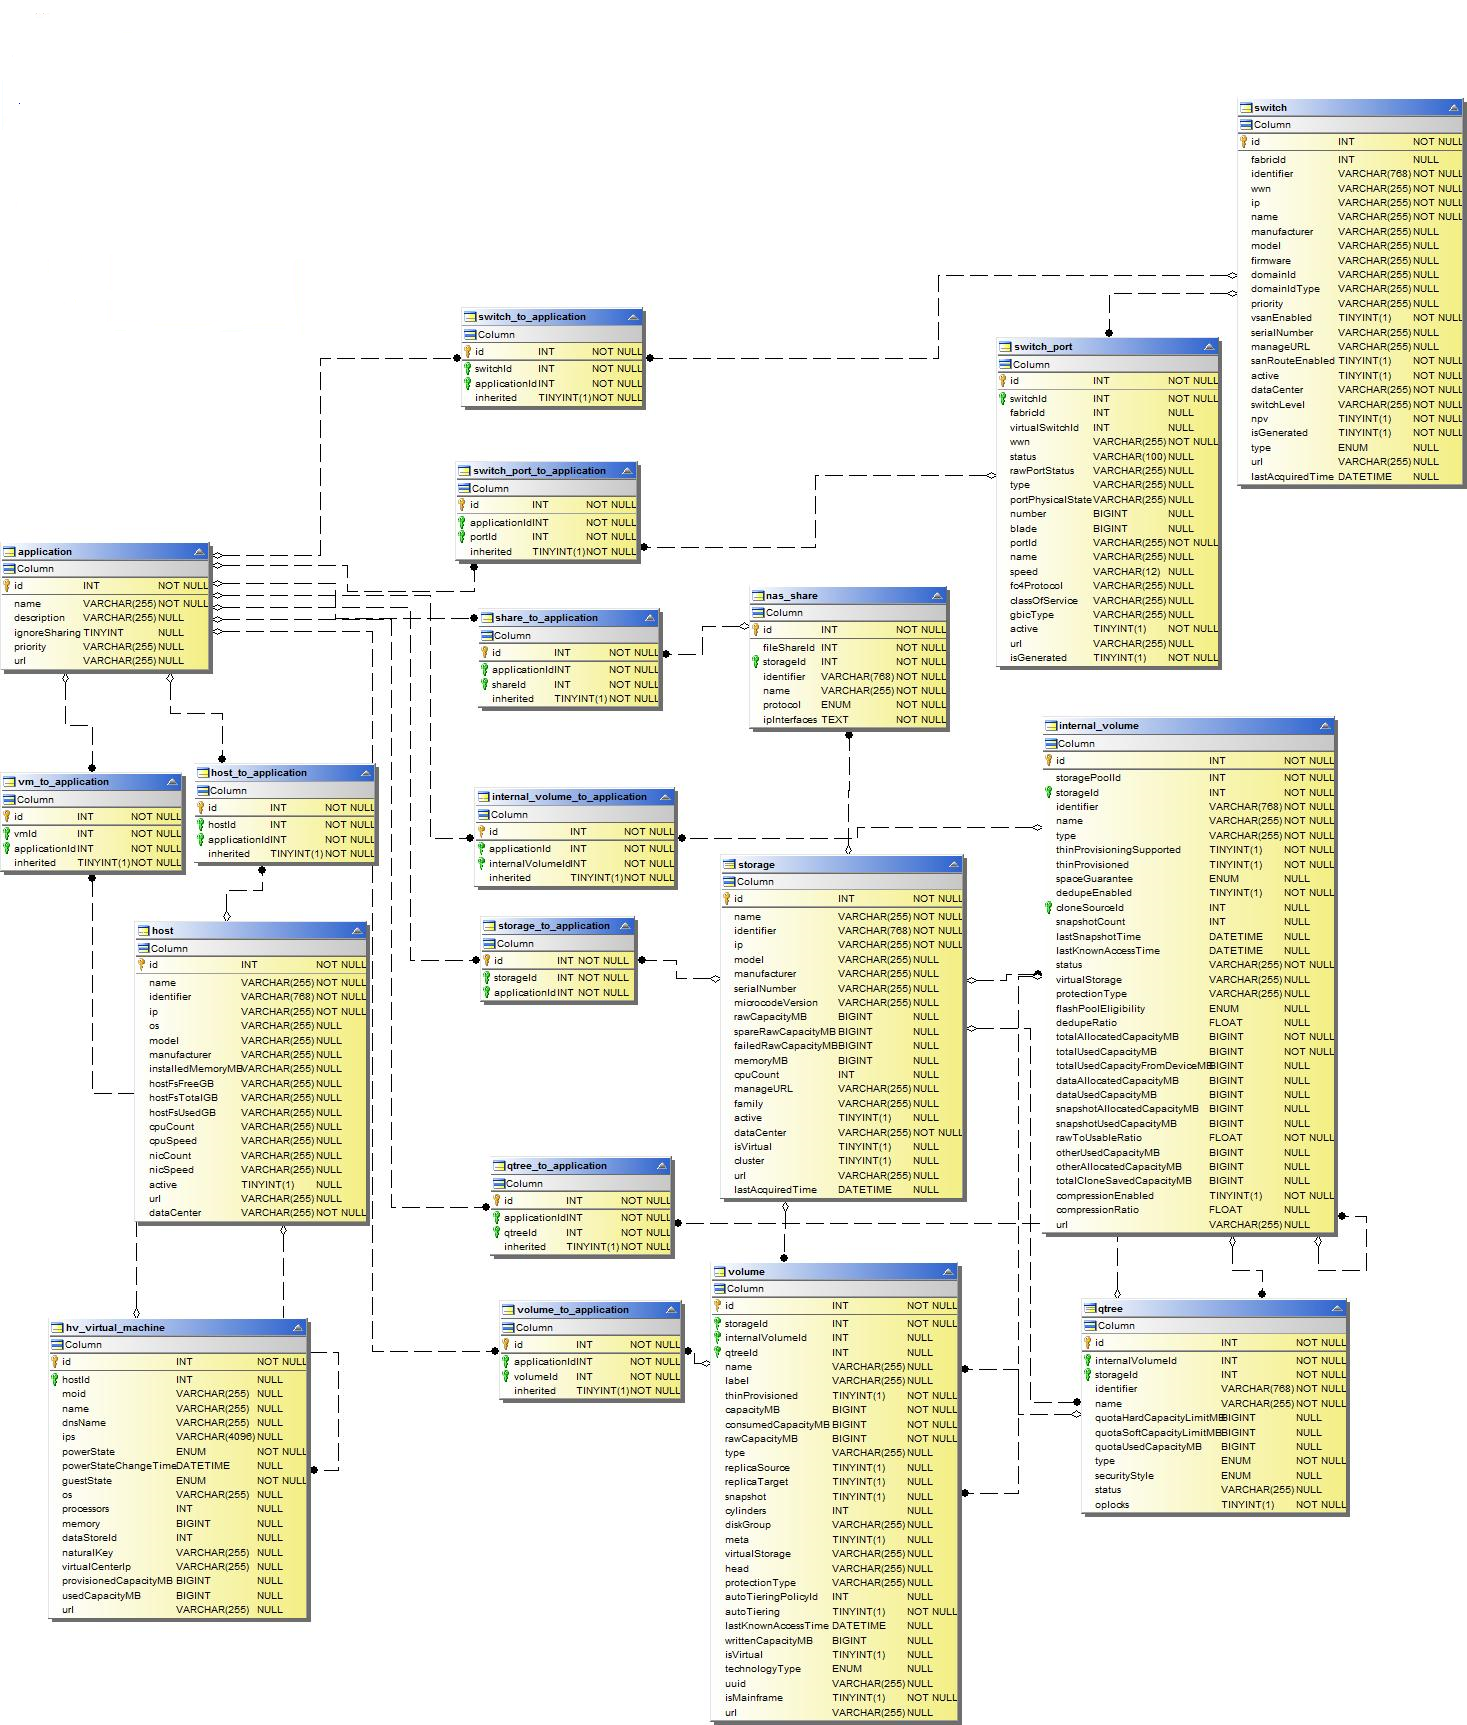 switch
Column
id INT NOT NULL
fabricId INT NULL
identifier VARCHAR(768) NOT NULL
wwn VARCHAR(255) NOT NULL
ip VARCHAR(255) NOT NULL
name VARCHAR(255) NOT NULL
manufacturer VARCHAR(255) NULL
model VARCHAR(255) NULL
firmware VARCHAR(255) NULL
domainId VARCHAR(255) NULL
domainIdType VARCHAR(255) NULL
priority VARCHAR(255) NULL
vsanEnabled TINYINT(1) NOT NULL
serialNumber VARCHAR(255) NULL
manageURL VARCHAR(255) NULL
sanRouteEnabled TINYINT(1) NOT NULL
active TINYINT(1) NOT NULL
dataCenter VARCHAR(255) NOT NULL
switchLevel VARCHAR(255) NOT NULL
npv TINYINT(1) NOT NULL
isGenerated TINYINT(1) NOT NULL
type ENUM NULL
url VARCHAR(255) NULL
lastAcquiredTime DATETIME NULL
switch_to_application
Column
id INT NOT NULL
switchId INT NOT NULL
applicationId INT NOT NULL
inherited TINYINT(1) NOT NULL
switch_port
Column
id INT NOT NULL
switchId INT NOT NULL
fabricId INT NULL
virtualSwitchId INT NULL
wwn VARCHAR(255) NOT NULL
status VARCHAR(100) NULL
rawPortStatus VARCHAR(255) NULL
type VARCHAR(255) NULL
portPhysicalState VARCHAR(255) NULL
number BIGINT NULL
blade BIGINT NULL
portId VARCHAR(255) NOT NULL
name VARCHAR(255) NULL
speed VARCHAR(12) NULL
fc4Protocol VARCHAR(255) NULL
classOfService VARCHAR(255) NULL
gbicType VARCHAR(255) NULL
active TINYINT(1) NOT NULL
url VARCHAR(255) NULL
isGenerated TINYINT(1) NOT NULL
switch_port_to_application
Column
id INT NOT NULL
applicationId INT NOT NULL
portId INT NOT NULL
inherited TINYINT(1) NOT NULL
application
Column
id INT NOT NULL
name VARCHAR(255) NOT NULL
description VARCHAR(255) NULL
ignoreSharing TINYINT NULL
priority VARCHAR(255) NULL
url VARCHAR(255) NULL
share_to_application
Column
id INT NOT NULL
applicationId INT NOT NULL
shareId INT NOT NULL
inherited TINYINT(1) NOT NULL
nas_share
Column
id INT NOT NULL
fileShareId INT NOT NULL
storageId INT NOT NULL
identifier VARCHAR(768) NOT NULL
name VARCHAR(255) NOT NULL
protocol ENUM NOT NULL
ipInterfaces TEXT NOT NULL
vm_to_application
Column
id INT NOT NULL
vmId INT NOT NULL
applicationId INT NOT NULL
inherited TINYINT(1) NOT NULL
host_to_application
Column
id INT NOT NULL
hostId INT NOT NULL
applicationId INT NOT NULL
inherited TINYINT(1) NOT NULL
internal_volume_to_application
Column
id INT NOT NULL
applicationId INT NOT NULL
internalVolumeId INT NOT NULL
inherited TINYINT(1) NOT NULL
internal_volume
Column
id INT NOT NULL
storagePoolId INT NOT NULL
storageId INT NOT NULL
identifier VARCHAR(768) NOT NULL
name VARCHAR(255) NOT NULL
type VARCHAR(255) NOT NULL
thinProvisioningSupported TINYINT(1) NOT NULL
thinProvisioned TINYINT(1) NOT NULL
spaceGuarantee ENUM NULL
dedupeEnabled TINYINT(1) NOT NULL
cloneSourceId INT NULL
snapshotCount INT NULL
lastSnapshotTime DATETIME NULL
lastKnownAccessTime DATETIME NULL
status VARCHAR(255) NOT NULL
virtualStorage VARCHAR(255) NULL
protectionType VARCHAR(255) NULL
flashPoolEligibility ENUM NULL
dedupeRatio FLOAT NULL
totalAllocatedCapacityMB BIGINT NOT NULL
totalUsedCapacityMB BIGINT NOT NULL
totalUsedCapacityFromDeviceMB BIGINT NULL
dataAllocatedCapacityMB BIGINT NULL
dataUsedCapacityMB BIGINT NULL
snapshotAllocatedCapacityMB BIGINT NULL
snapshotUsedCapacityMB BIGINT NULL
rawToUsableRatio FLOAT NOT NULL
otherUsedCapacityMB BIGINT NULL
otherAllocatedCapacityMB BIGINT NULL
totalCloneSavedCapacityMB BIGINT NULL
compressionEnabled TINYINT(1) NOT NULL
compressionRatio FLOAT NULL
url VARCHAR(255) NULL
storage
Column
id INT NOT NULL
name VARCHAR(255) NOT NULL
identifier VARCHAR(768) NOT NULL
ip VARCHAR(255) NOT NULL
model VARCHAR(255) NULL
manufacturer VARCHAR(255) NULL
serialNumber VARCHAR(255) NULL
microcodeVersion VARCHAR(255) NULL
rawCapacityMB BIGINT NULL
spareRawCapacityMB BIGINT NULL
failedRawCapacityMB BIGINT NULL
memoryMB BIGINT NULL
cpuCount INT NULL
manageURL VARCHAR(255) NULL
family VARCHAR(255) NULL
active TINYINT(1) NULL
dataCenter VARCHAR(255) NOT NULL
isVirtual TINYINT(1) NULL
cluster TINYINT(1) NULL
url VARCHAR(255) NULL
lastAcquiredTime DATETIME NULL
storage_to_application
Column
id INT NOT NULL
storageId INT NOT NULL
applicationId INT NOT NULL
host
Column
id INT NOT NULL
name VARCHAR(255) NOT NULL
identifier VARCHAR(768) NOT NULL
ip VARCHAR(255) NOT NULL
os VARCHAR(255) NULL
model VARCHAR(255) NULL
manufacturer VARCHAR(255) NULL
installedMemoryMB VARCHAR(255) NULL
hostFsFreeGB VARCHAR(255) NULL
hostFsTotalGB VARCHAR(255) NULL
hostFsUsedGB VARCHAR(255) NULL
cpuCount VARCHAR(255) NULL
cpuSpeed VARCHAR(255) NULL
nicCount VARCHAR(255) NULL
nicSpeed VARCHAR(255) NULL
active TINYINT(1) NULL
url VARCHAR(255) NULL
dataCenter VARCHAR(255) NOT NULL
qtree_to_application
Column
id INT NOT NULL
applicationId INT NOT NULL
qtreeId INT NOT NULL
inherited TINYINT(1) NOT NULL
volume_to_application
Column
id INT NOT NULL
applicationId INT NOT NULL
volumeId INT NOT NULL
inherited TINYINT(1) NOT NULL
volume
Column
id INT NOT NULL
storageId INT NOT NULL
internalVolumeId INT NULL
qtreeId INT NULL
name VARCHAR(255) NULL
label VARCHAR(255) NULL
thinProvisioned TINYINT(1) NOT NULL
capacityMB BIGINT NOT NULL
consumedCapacityMB BIGINT NOT NULL
rawCapacityMB BIGINT NOT NULL
type VARCHAR(255) NULL
replicaSource TINYINT(1) NULL
replicaTarget TINYINT(1) NULL
snapshot TINYINT(1) NULL
cylinders INT NULL
diskGroup VARCHAR(255) NULL
meta TINYINT(1) NULL
virtualStorage VARCHAR(255) NULL
head VARCHAR(255) NULL
protectionType VARCHAR(255) NULL
autoTieringPolicyId INT NULL
autoTiering TINYINT(1) NOT NULL
lastKnownAccessTime DATETIME NULL
writtenCapacityMB BIGINT NULL
isVirtual TINYINT(1) NULL
technologyType ENUM NULL
uuid VARCHAR(255) NULL
isMainframe TINYINT(1) NOT NULL
url VARCHAR(255) NULL
qtree
Column
id INT NOT NULL
internalVolumeId INT NOT NULL
storageId INT NOT NULL
identifier VARCHAR(768) NOT NULL
name VARCHAR(255) NOT NULL
quotaHardCapacityLimitMB BIGINT NULL
quotaSoftCapacityLimitMB BIGINT NULL
quotaUsedCapacityMB BIGINT NULL
type ENUM NOT NULL
securityStyle ENUM NULL
status VARCHAR(255) NULL
oplocks TINYINT(1) NOT NULL
hv_virtual_machine
Column
id INT NOT NULL
hostId INT NULL
moid VARCHAR(255) NULL
name VARCHAR(255) NULL
dnsName VARCHAR(255) NULL
ips VARCHAR(4096) NULL
powerState ENUM NOT NULL
powerStateChangeTime DATETIME NULL
guestState ENUM NOT NULL
os VARCHAR(255) NULL
processors INT NULL
memory BIGINT NULL
dataStoreId INT NULL
naturalKey VARCHAR(255) NULL
virtualCenterIp VARCHAR(255) NULL
provisionedCapacityMB BIGINT NULL
usedCapacityMB BIGINT NULL
url VARCHAR(255) NULL